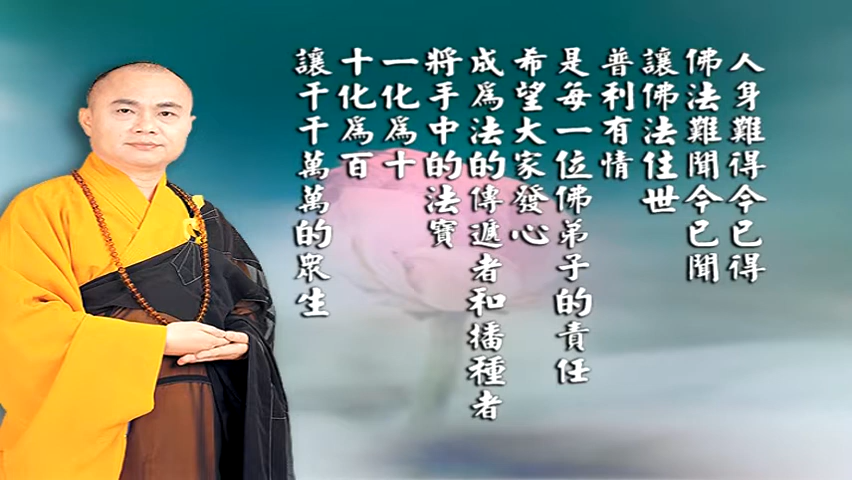 人身難得今已得
佛法難聞今已聞
讓佛法住世
普利有情
是每一位佛弟子的責任
希望大家發心
成爲法的傳遞者和播種者
將手中的法寶
一化爲十
十化爲百
讓千千萬萬的眾生